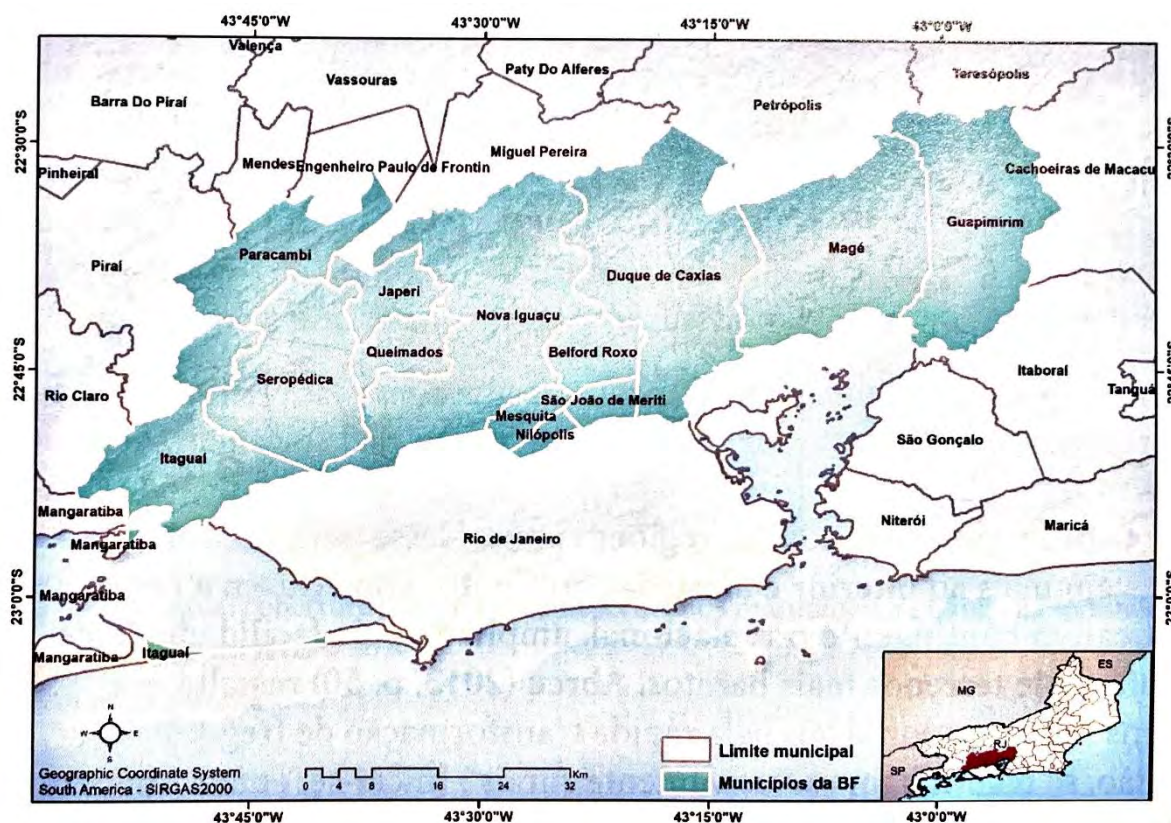 43°45'0"W 43°30'0"W 43°15'0"W 43°0'0"W
Valença
Vassouras
Paty Do Alferes
Teresópolis
Barra Do Piraí
Petrópolis
22°30'0"S
Mendes
Engenheiro Paulo de Frontin
Miguel Pereira
Pinheiral
Cachoeiras de Macacu
Guapimirim
Paracambi
Magé
Piraí
Duque de Caxias
Japeri
Nova Iguaçu
Queimados
Belford Roxo
22°45'0"S
Seropédica
Itaboraí
Rio Claro
Tanguá
São João de Meriti
Mesquita
Nilópolis
São Gonçalo
Itaguaí
Mangaratiba
Niterói
Maricá
Rio de Janeiro
Mangaratiba
23°0'0"S
Mangaratiba
Mangaratiba
Itaguaí
N
W E
S
Geographic Coordinate System
South America - SIRGAS2000
0 4 8 16 24 32 Km
Limite municipal
Municípios da BF
MG
ES
RJ
SP
43°45'0"W 43°30'0"W 43°15'0"W 43°0'0"W